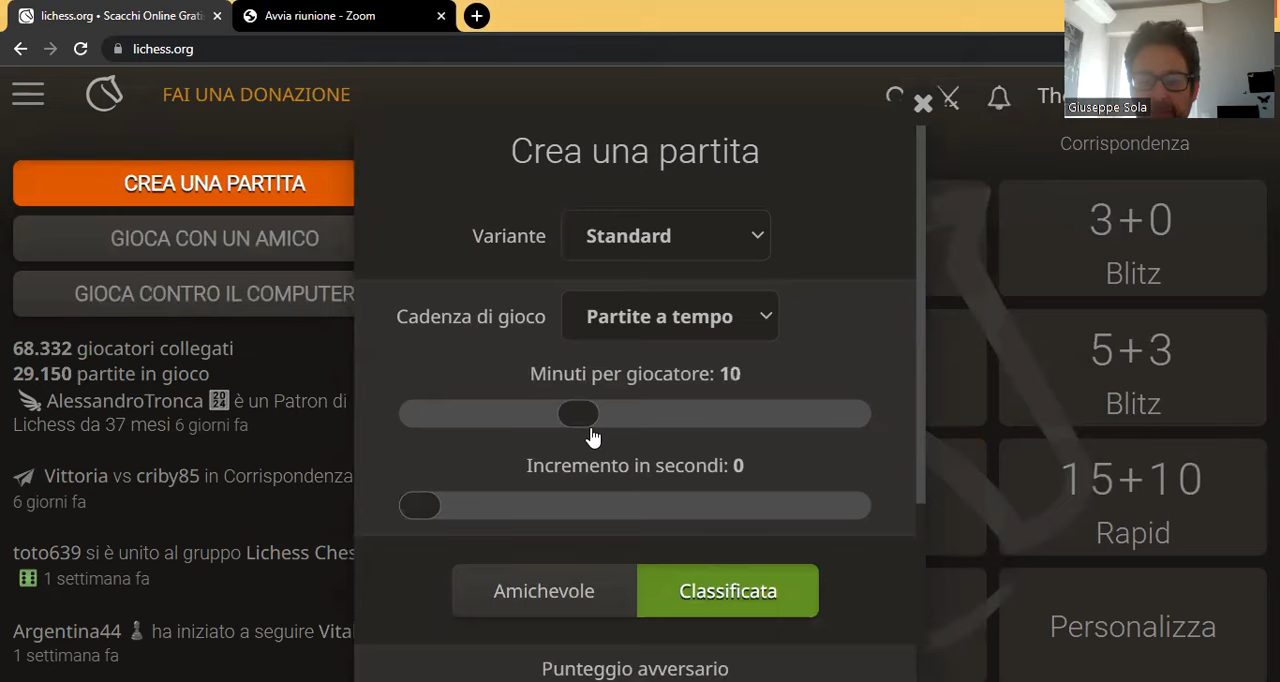 lichess.org • Scacchi Online Grati
Avvia riunione - Zoom
lichess.org
FAI UNA DONAZIONE
Th
Giuseppe Sola
Corrispondenza
Crea una partita
CREA UNA PARTITA
GIOCA CON UN AMICO
GIOCA CONTRO IL COMPUTER
Variante Standard
Cadenza di gioco Partite a tempo
Minuti per giocatore: 10
Incremento in secondi: 0
Amichevole Classificata
Punteggio avversario
68.332 giocatori collegati
29.150 partite in gioco
AlessandroTronca 2024 è un Patron di
Lichess da 37 mesi 6 giorni fa
Vittoria vs criby85 in Corrispondenza
6 giorni fa
toto639 si è unito al gruppo Lichess Ches
1 settimana fa
Argentina44 ha iniziato a seguire Vital
1 settimana fa
3+0
Blitz
5+3
Blitz
15+10
Rapid
Personalizza